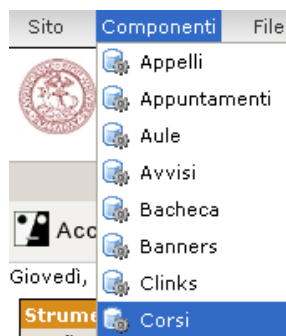 Sito Componenti File
Appelli
Appuntamenti
Aule
Avvisi
Bacheca
Acc
Banners
Giovedì,
Clinks
Strume
Corsi